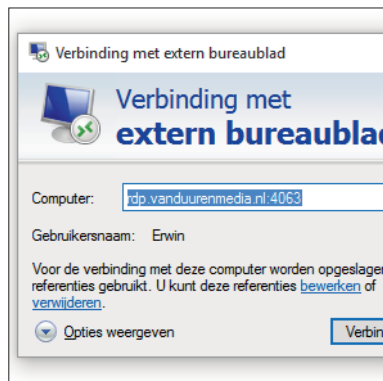 Verbinding met extern bureaublad
Verbinding met
extern bureaublad
Computer: rdp.vanduurenmedia.nl:4063
Gebruikersnaam: Erwin
Voor de verbinding met deze computer worden opgeslagen
referenties gebruikt. U kunt deze referenties bewerken of
verwijderen.
Opties weergeven
Verbin